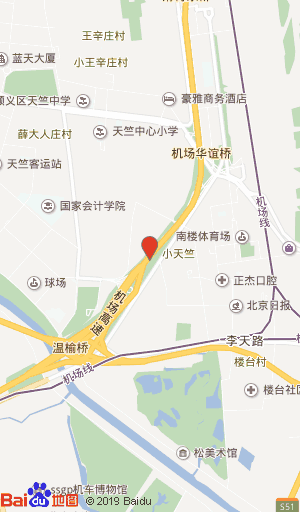 王辛庄村
蓝天大厦
小王辛庄村
顺义区天竺中学
豪雅商务酒店
薛大人庄村
天竺中心小学
天竺客运站
机场华谊桥
机场线
国家会计学院
南楼体育场
小天竺
球场
正杰口腔
机场高速
北京日报
温榆桥
李天路
机场线
楼台村
楼台社区
松美术馆
机车博物馆
Bai du 地图
© 2019 Baidu
S51